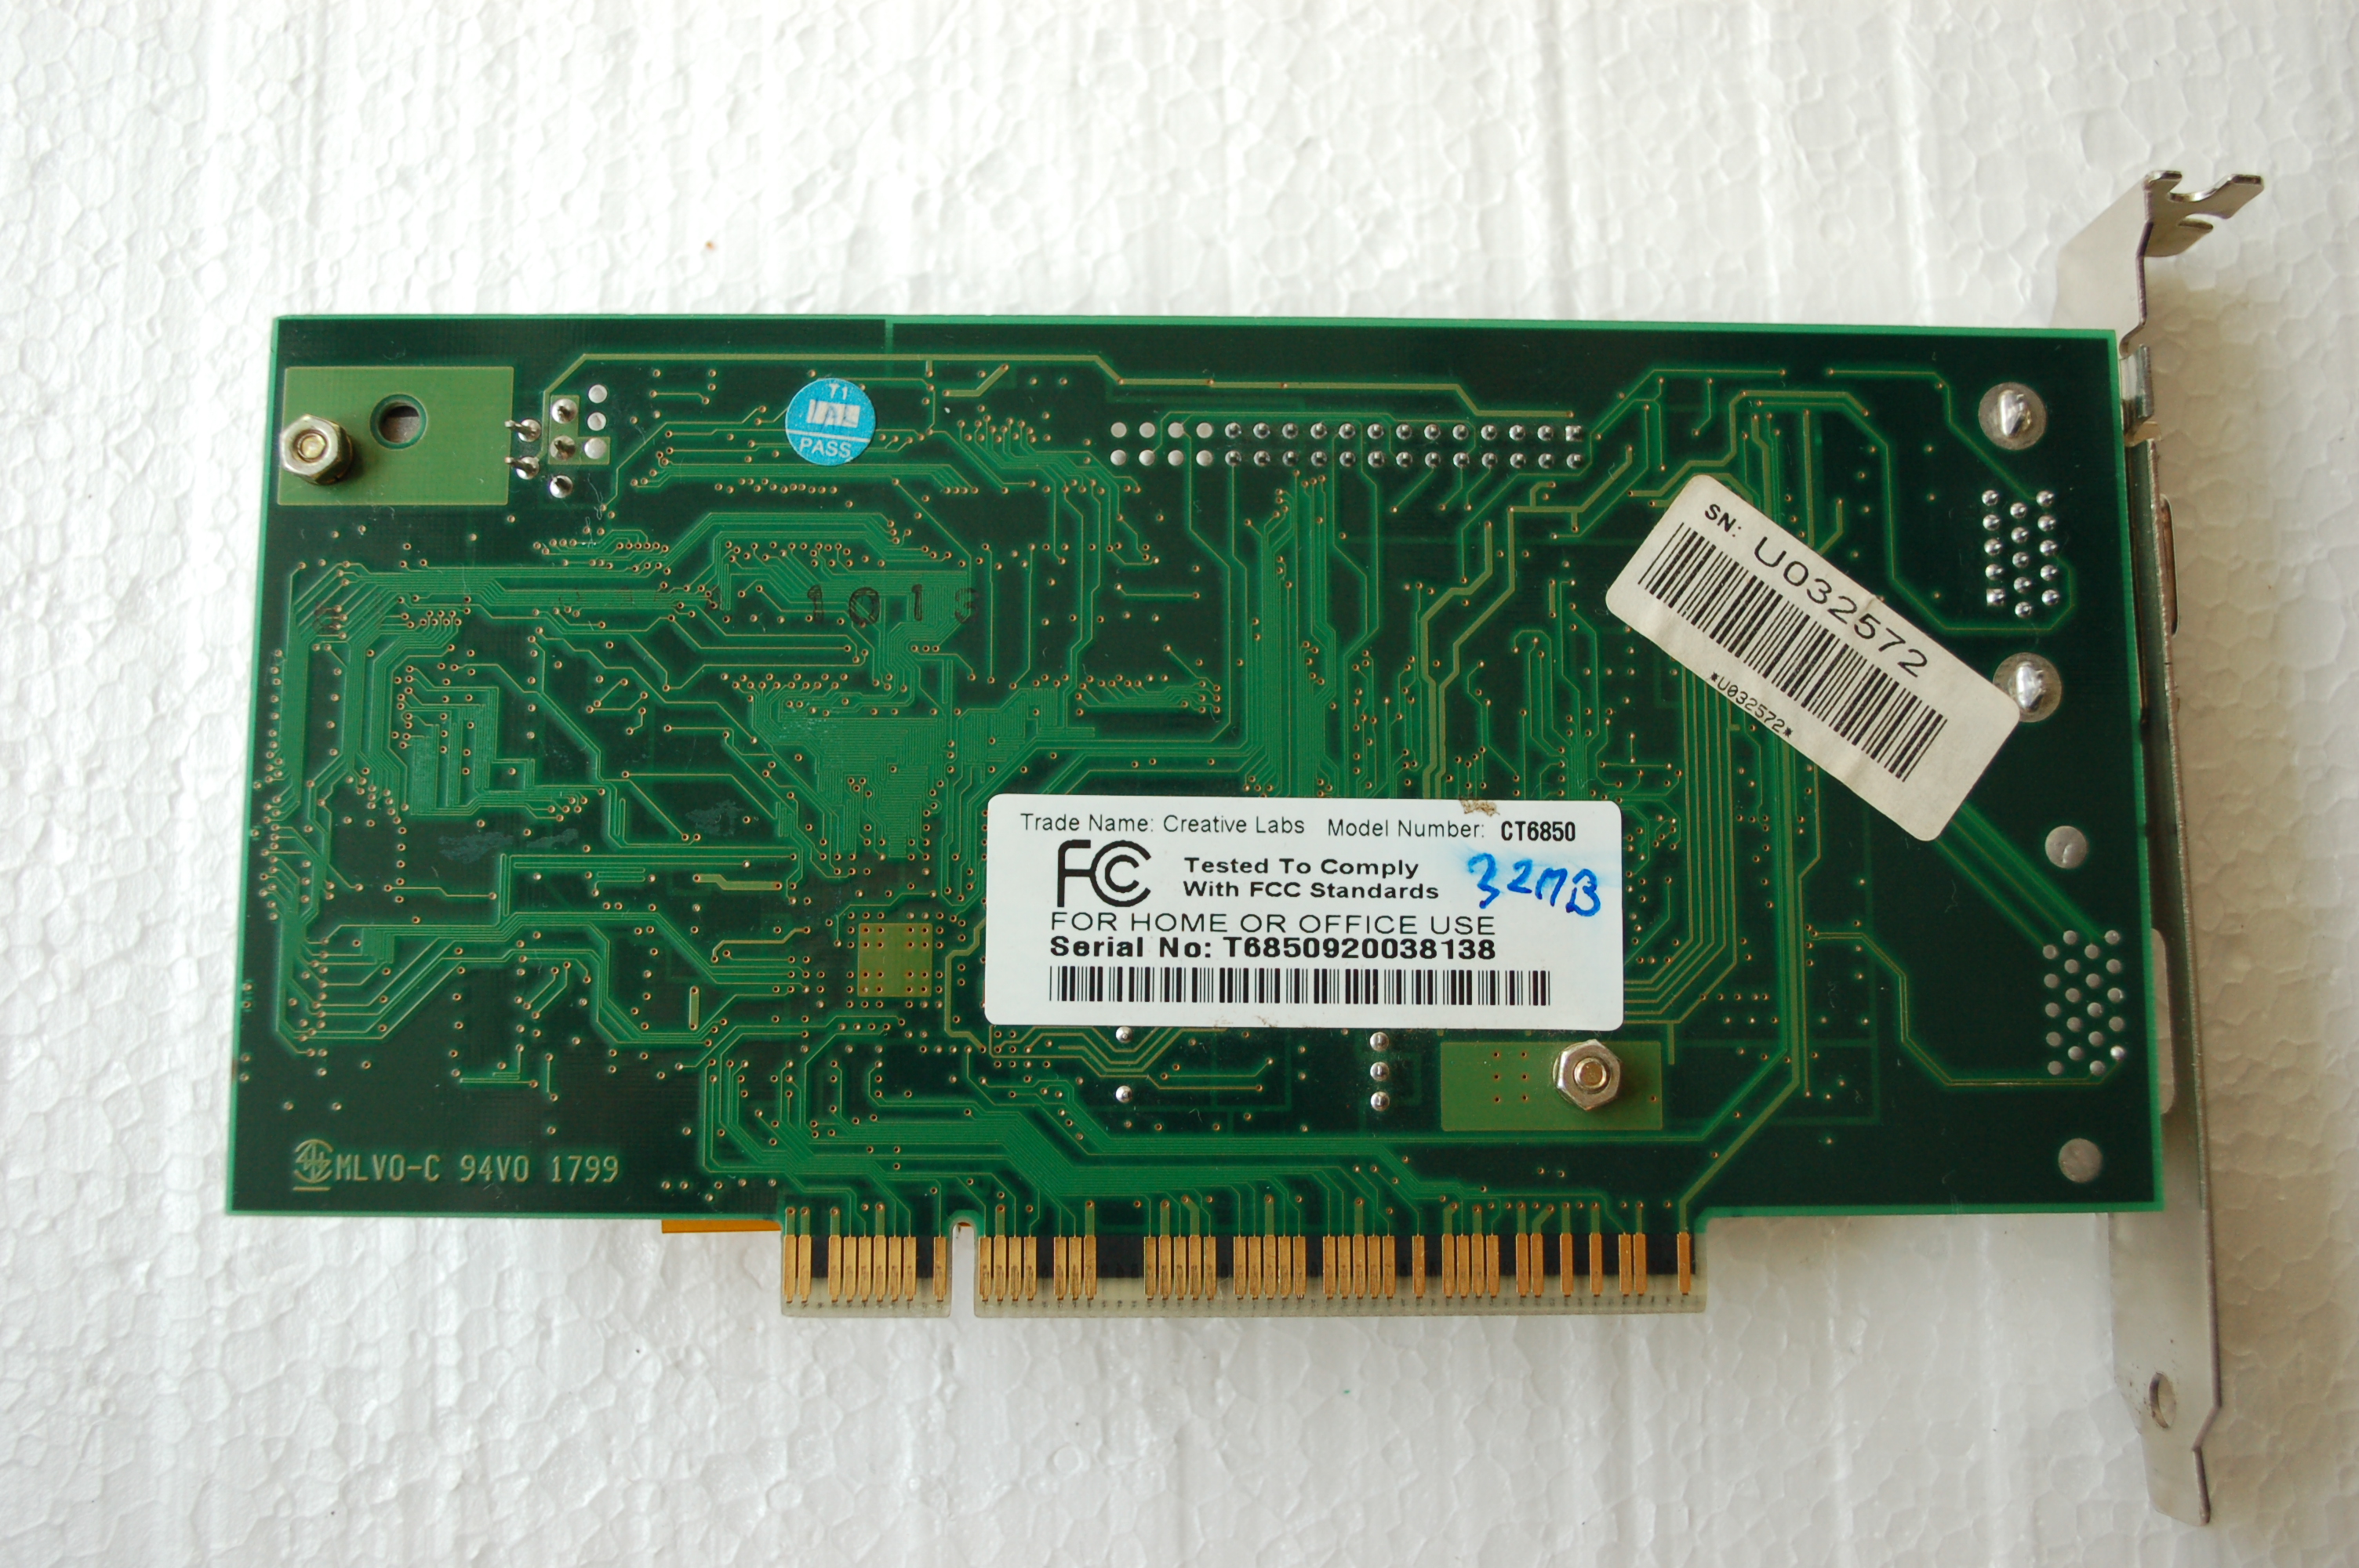 T1
PASS
1013
SN: U032572
*U032572*
Trade Name: Creative Labs Model Number: CT6850
FC
Tested To Comply
With FCC Standards
32MB
FOR HOME OR OFFICE USE
Serial No: T6850920038138
MLV0-C 94V0 1799